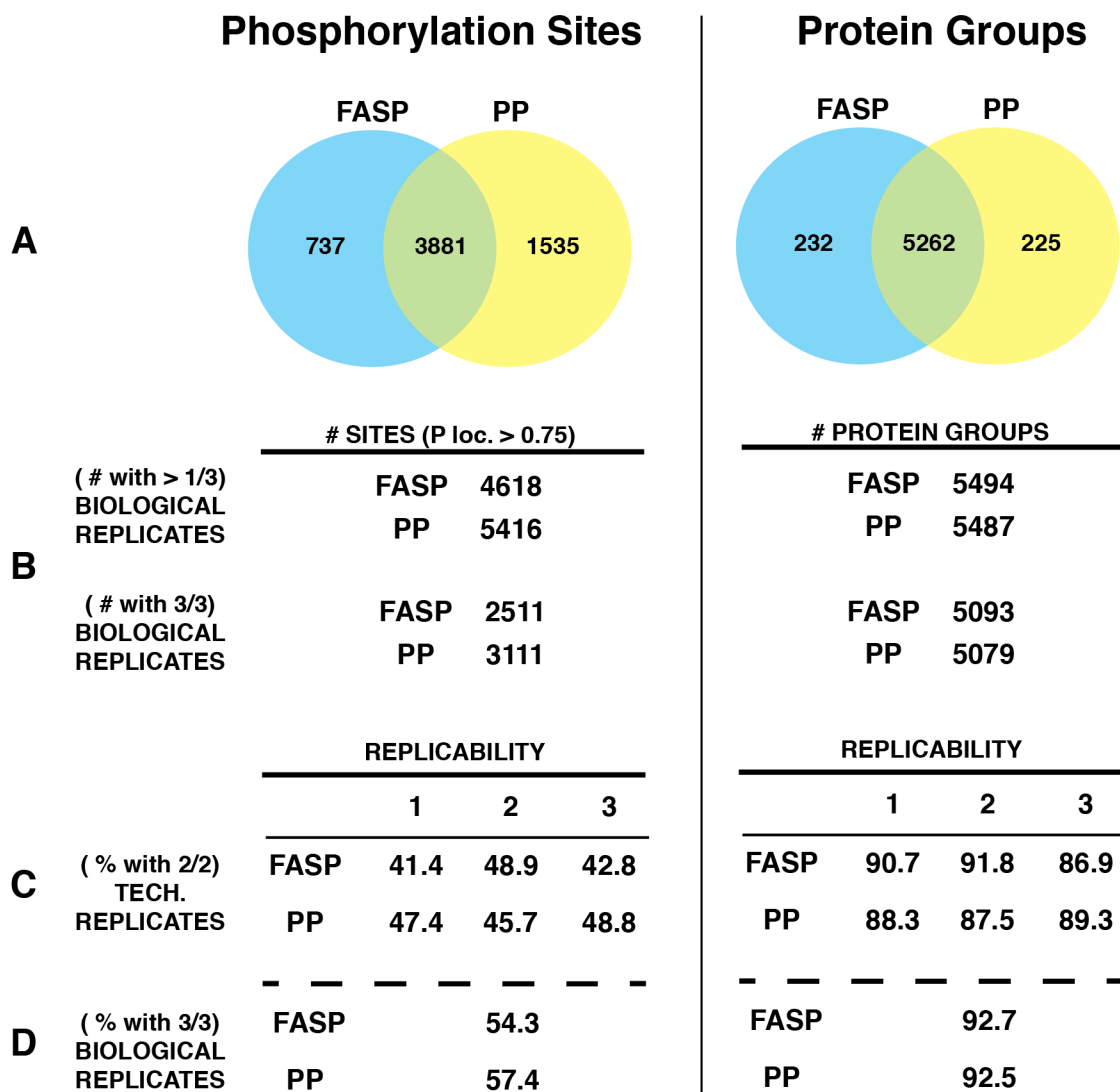 Phosphorylation Sites
Protein Groups
A
FASP PP
737 3881 1535
FASP PP
232 5262 225
B
# SITES (P loc. > 0.75)
# PROTEIN GROUPS
( # with > 1/3)
BIOLOGICAL
REPLICATES
FASP 4618
PP 5416
FASP 5494
PP 5487
( # with 3/3)
BIOLOGICAL
REPLICATES
FASP 2511
PP 3111
FASP 5093
PP 5079
C
REPLICABILITY
REPLICABILITY
1 2 3
1 2 3
( % with 2/2)
TECH.
REPLICATES
FASP 41.4 48.9 42.8
PP 47.4 45.7 48.8
FASP 90.7 91.8 86.9
PP 88.3 87.5 89.3
D
( % with 3/3)
BIOLOGICAL
REPLICATES
FASP 54.3
PP 57.4
FASP 92.7
PP 92.5